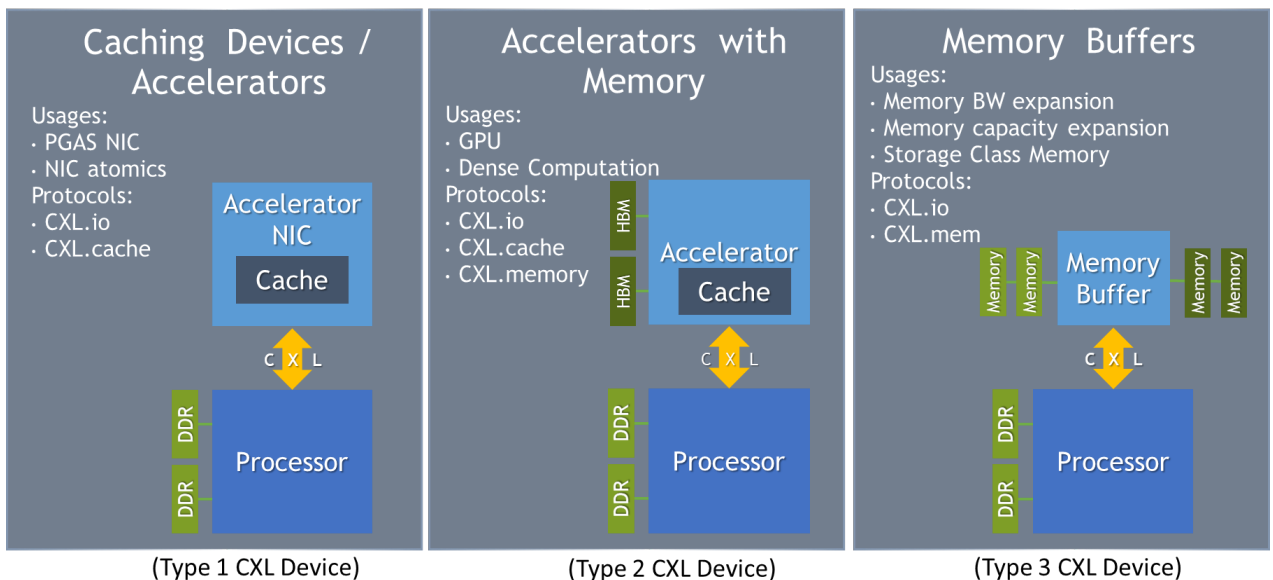 Caching Devices /
Accelerators
Usages:
· PGAS NIC
· NIC atomics
Protocols:
· CXL.io
· CXL.cache
Accelerator
NIC
Cache
C X L
DDR
DDR
Processor
(Type 1 CXL Device)
Accelerators with
Memory
Usages:
· GPU
· Dense Computation
Protocols:
· CXL.io
· CXL.cache
· CXL.memory
HBM
HBM
Accelerator
Cache
C X L
DDR
DDR
Processor
(Type 2 CXL Device)
Memory Buffers
Usages:
· Memory BW expansion
· Memory capacity expansion
· Storage Class Memory
Protocols:
· CXL.io
· CXL.mem
Memory
Memory
Memory
Buffer
Memory
Memory
C X L
DDR
DDR
Processor
(Type 3 CXL Device)